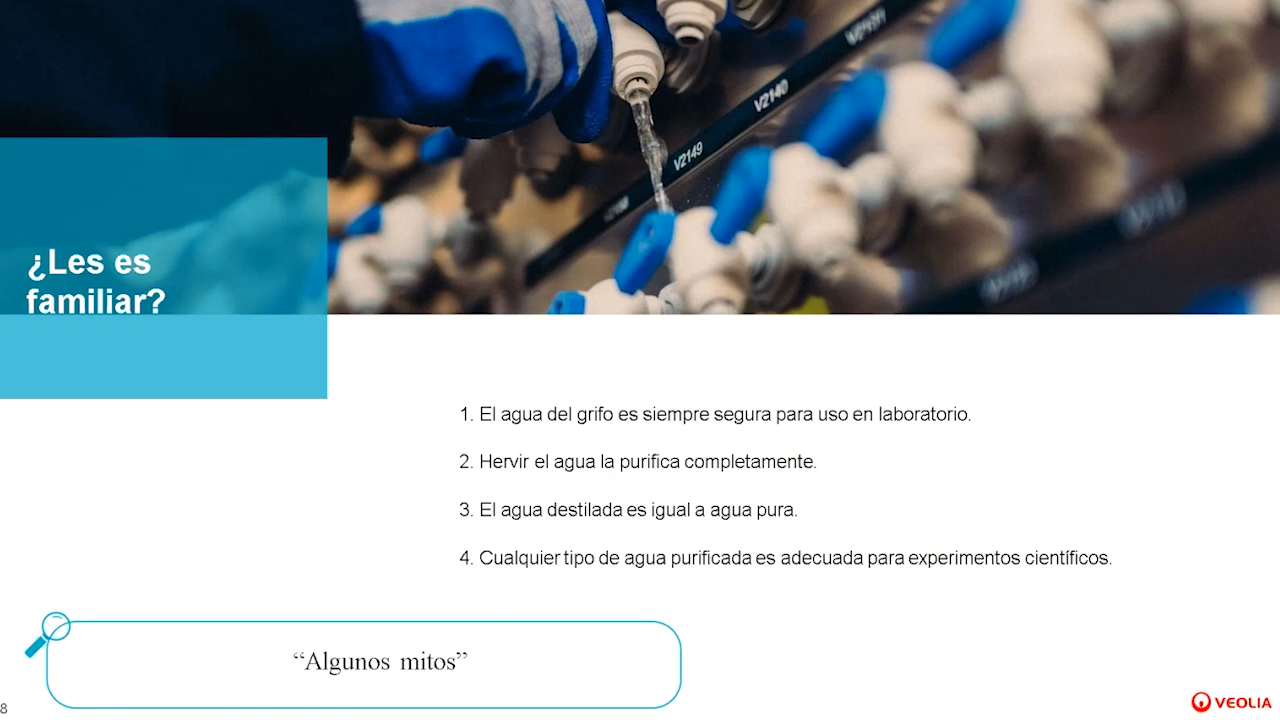 V2140
V2149
¿Les es
familiar?
1. El agua del grifo es siempre segura para uso en laboratorio.
2. Hervir el agua la purifica completamente.
3. El agua destilada es igual a agua pura.
4. Cualquier tipo de agua purificada es adecuada para experimentos científicos.
“Algunos mitos”
8
VEOLIA